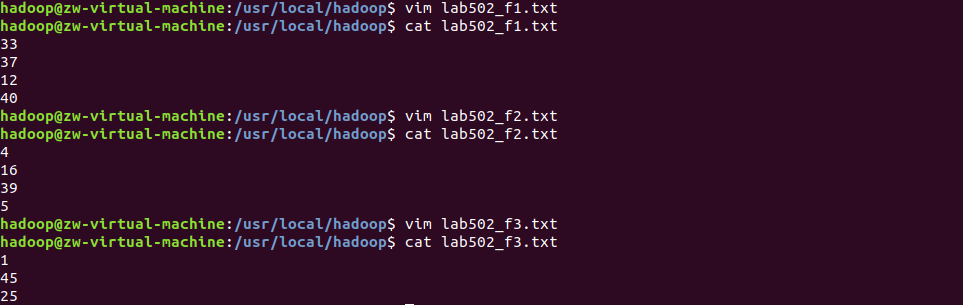 hadoop@zw-virtual-machine:/usr/local/hadoop$ vim lab502_f1.txt
hadoop@zw-virtual-machine:/usr/local/hadoop$ cat lab502_f1.txt
33
37
12
40
hadoop@zw-virtual-machine:/usr/local/hadoop$ vim lab502_f2.txt
hadoop@zw-virtual-machine:/usr/local/hadoop$ cat lab502_f2.txt
4
16
39
5
hadoop@zw-virtual-machine:/usr/local/hadoop$ vim lab502_f3.txt
hadoop@zw-virtual-machine:/usr/local/hadoop$ cat lab502_f3.txt
1
45
25